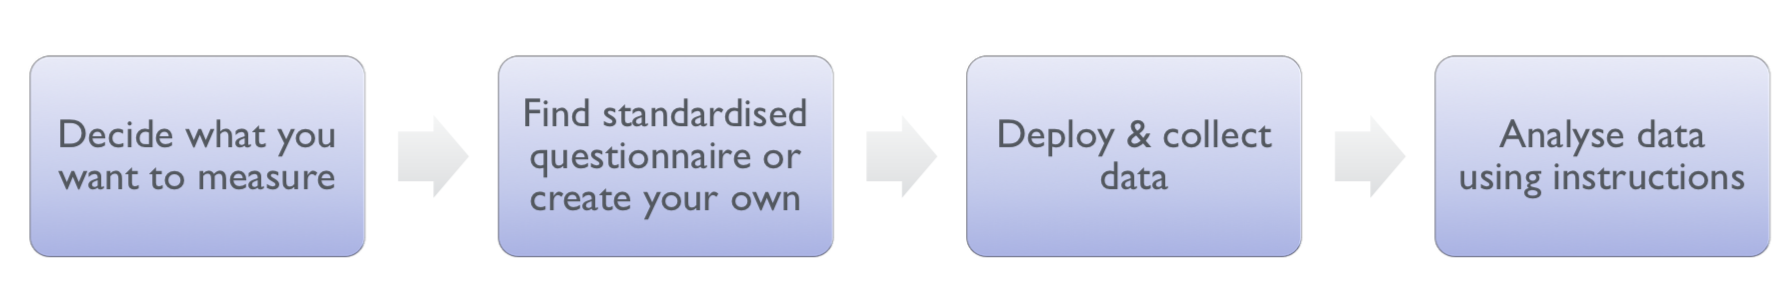 Decide what you
want to measure
Find standardised
questionnaire or
create your own
Deploy & collect
data
Analyse data
using instructions